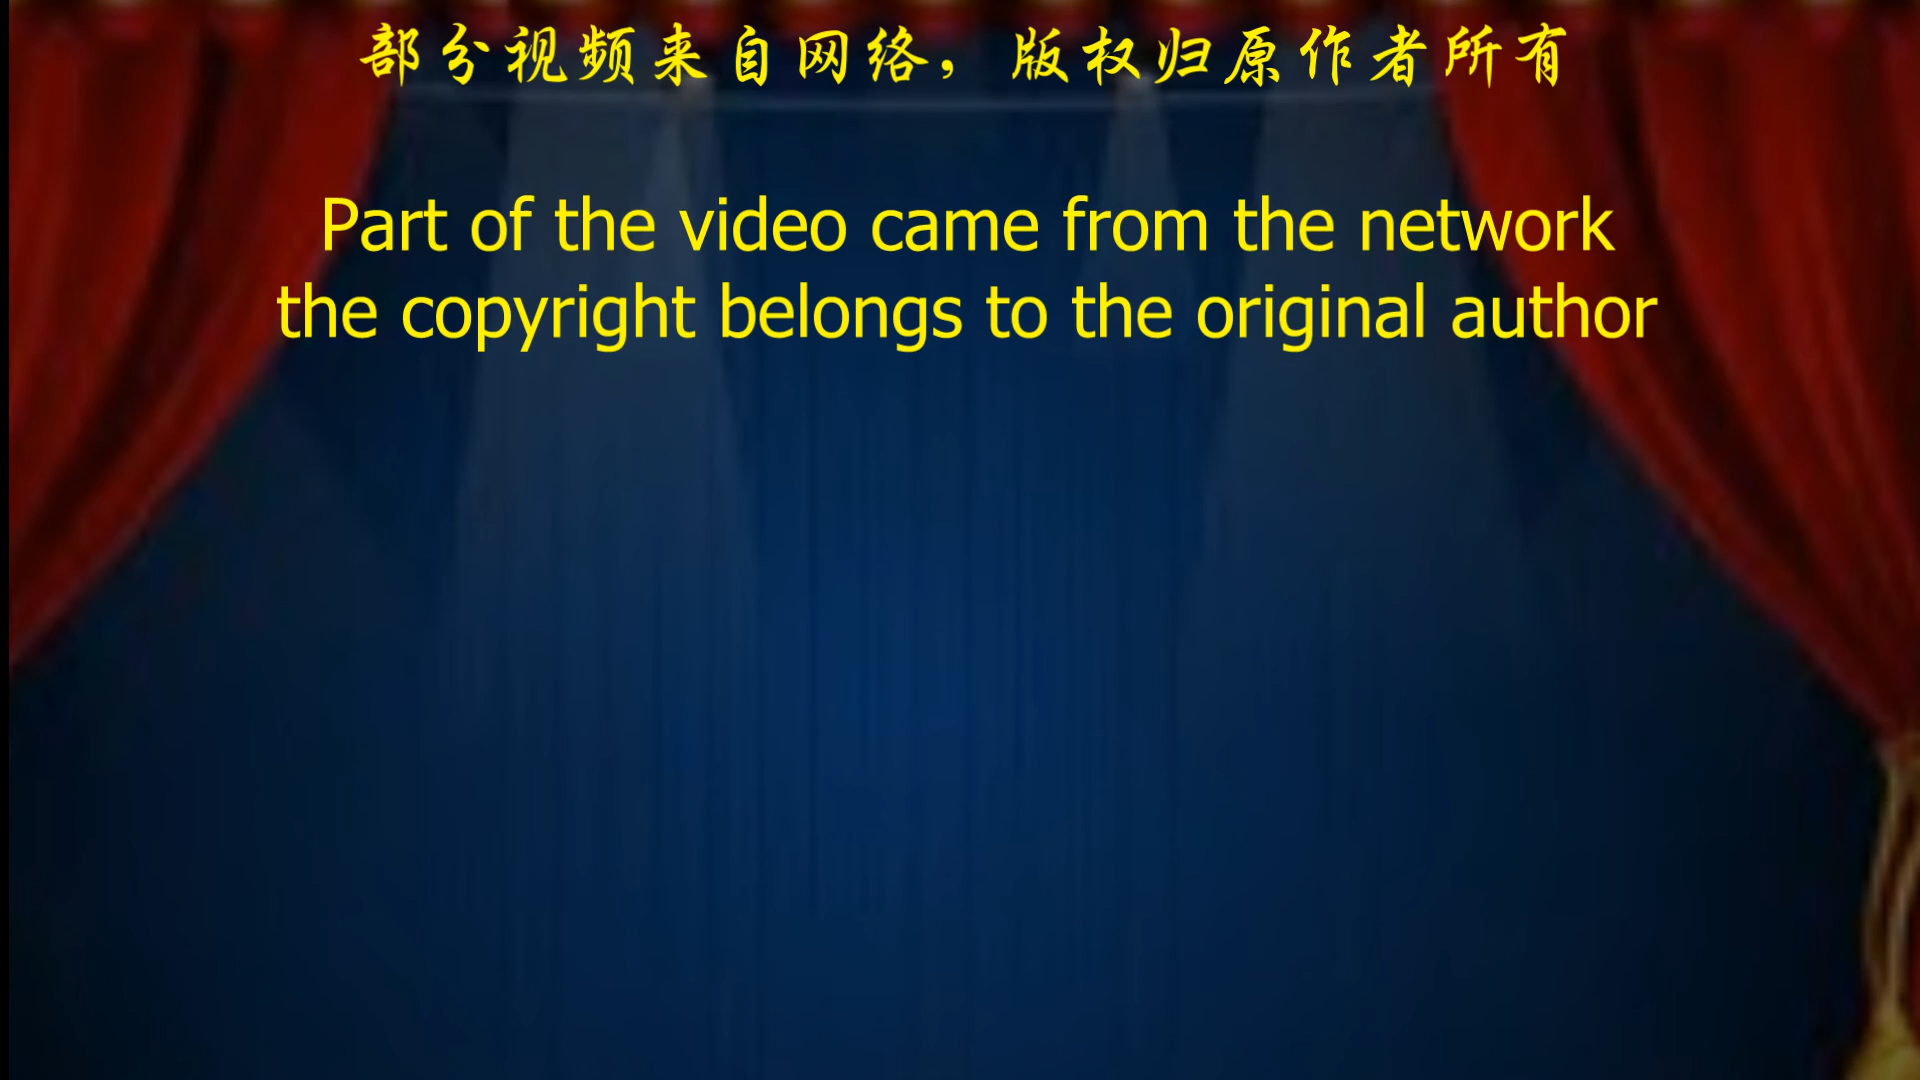 部分视频来自网络，版权归原作者所有
Part of the video came from the network
the copyright belongs to the original author